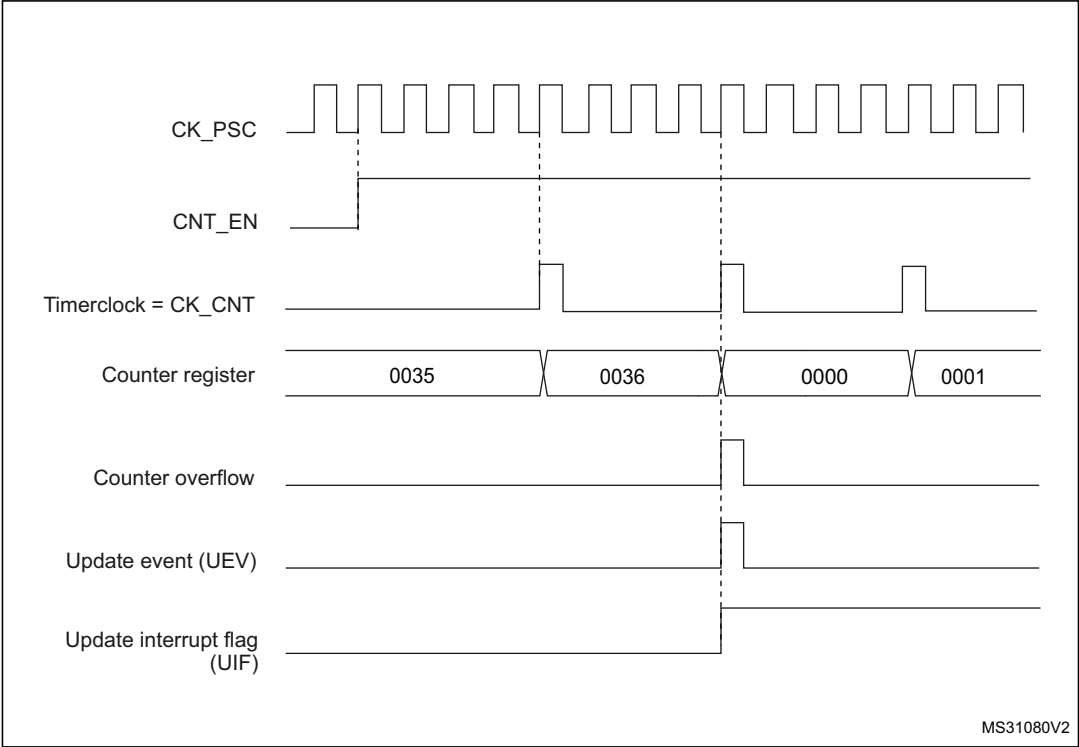 CK_PSC
CNT_EN
Timerclock = CK_CNT
Counter register
0035
0036
0000
0001
Counter overflow
Update event (UEV)
Update interrupt flag
(UIF)
MS31080V2